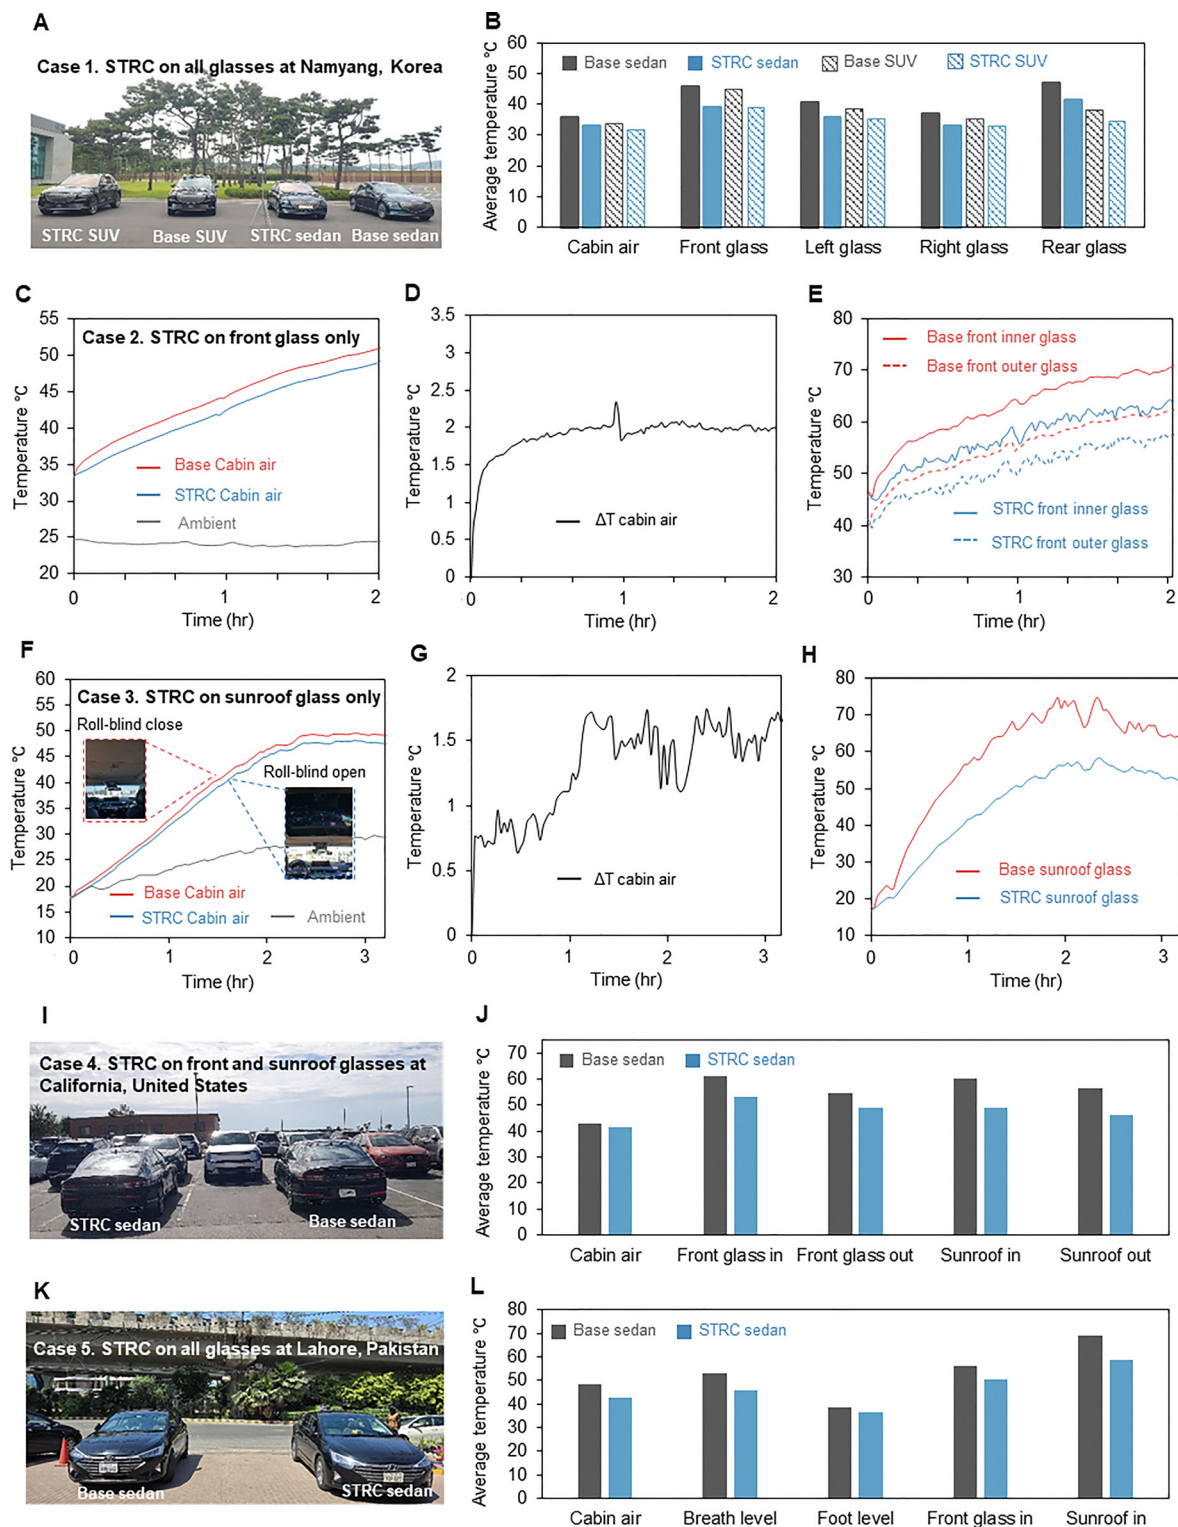 A
Case 1. STRC on all glasses at Namyang, Korea
STRC SUV
Base SUV
STRC sedan
Base sedan
B
Average temperature °C
60
50
40
30
20
10
0
Base sedan
STRC sedan
Base SUV
STRC SUV
Cabin air
Front glass
Left glass
Right glass
Rear glass
C
Temperature °C
55
50
45
40
35
30
25
20
Case 2. STRC on front glass only
Base Cabin air
STRC Cabin air
Ambient
0
1
2
Time (hr)
D
Temperature °C
3.5
3
2.5
2
1.5
1
0.5
0
ΔT cabin air
0
1
2
Time (hr)
E
Temperature °C
80
70
60
50
40
30
Base front inner glass
Base front outer glass
STRC front inner glass
STRC front outer glass
0
1
2
Time (hr)
F
Temperature °C
60
50
50
40
30
20
15
10
Case 3. STRC on sunroof glass only
Roll-blind close
Roll-blind open
Base Cabin air
STRC Cabin air
Ambient
0
1
2
3
Time (hr)
G
Temperature °C
2
1.5
1
0.5
0
ΔT cabin air
0
1
2
3
Time (hr)
H
Temperature °C
80
70
60
50
40
30
20
10
Base sunroof glass
STRC sunroof glass
0
1
2
3
Time (hr)
I
Case 4. STRC on front and sunroof glasses at
California, United States
STRC sedan
Base sedan
J
Average temperature °C
70
60
50
40
30
20
10
0
Base sedan
STRC sedan
Cabin air
Front glass in
Front glass out
Sunroof in
Sunroof out
K
Case 5. STRC on all glasses at Lahore, Pakistan
Base sedan
STRC sedan
L
Average temperature °C
80
70
60
50
40
30
20
10
0
Base sedan
STRC sedan
Cabin air
Breath level
Foot level
Front glass in
Sunroof in